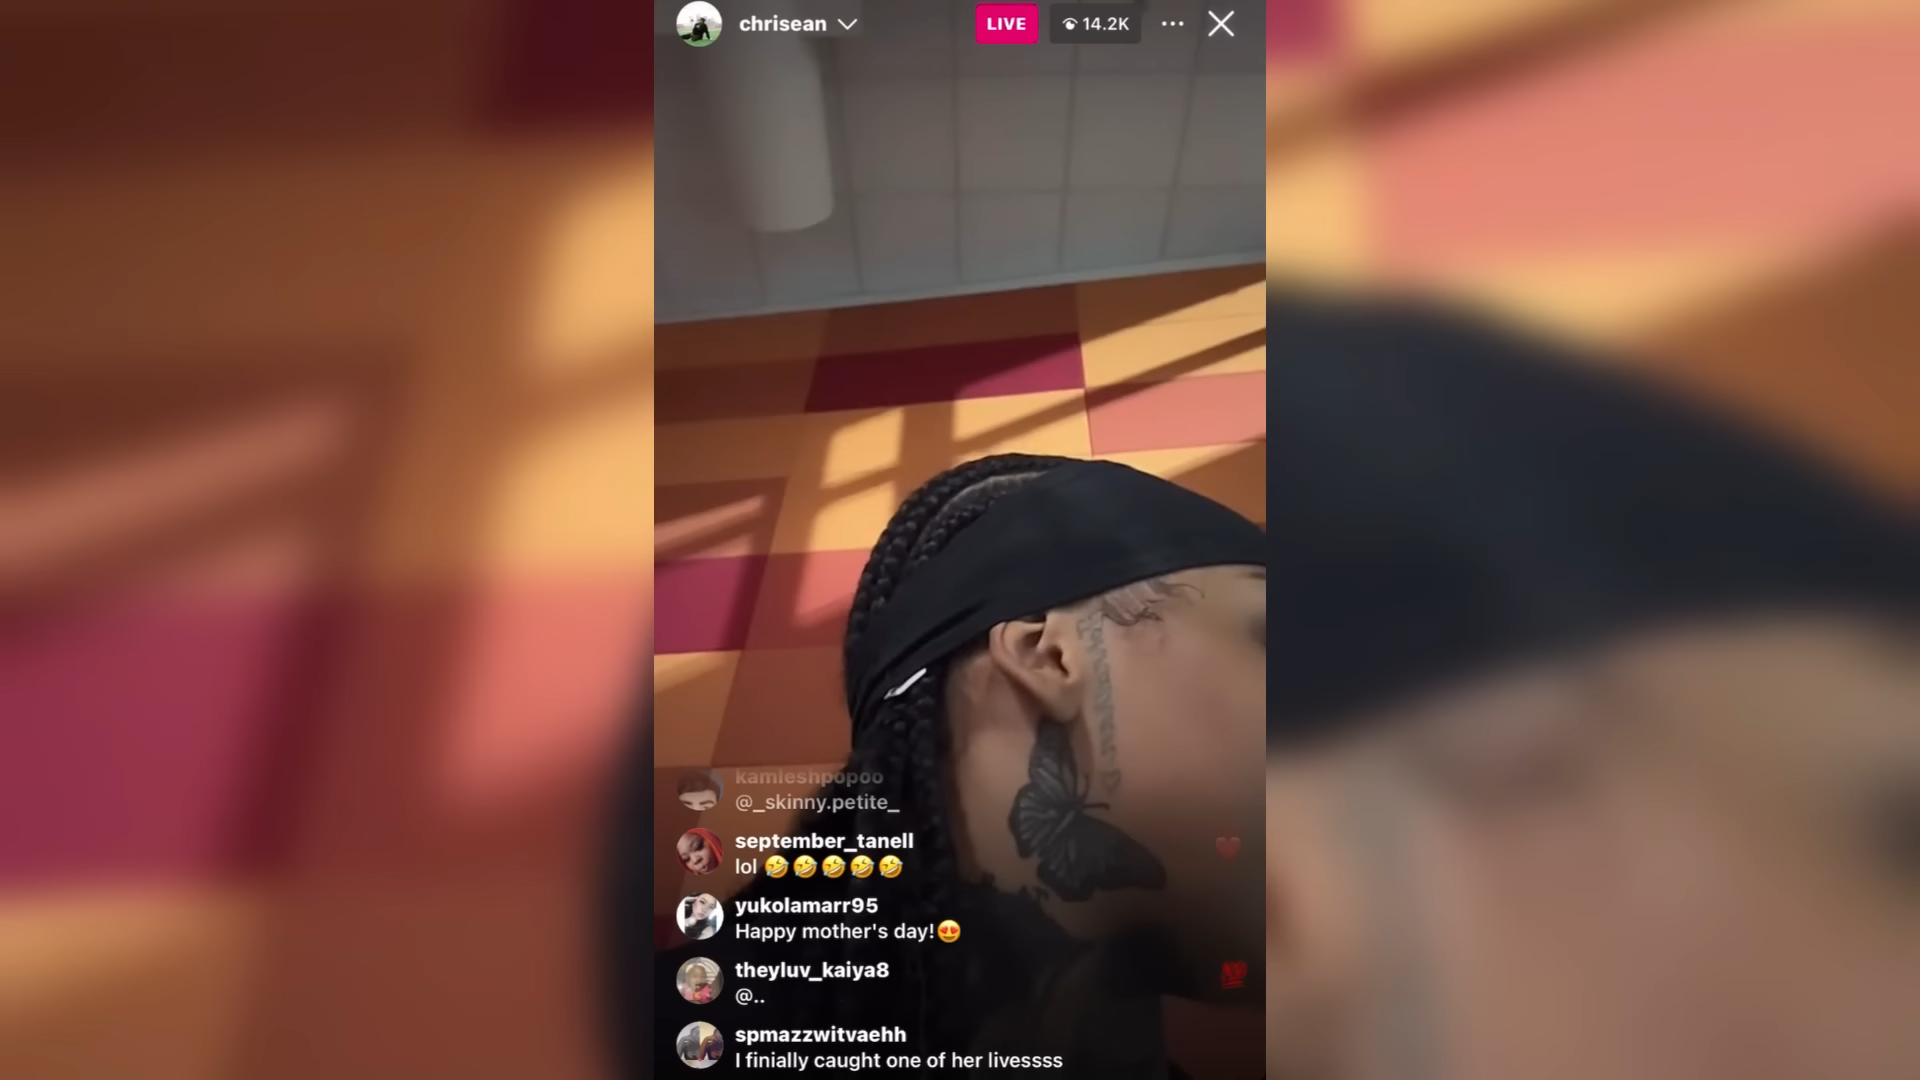 chrisean
LIVE
14.2K
kamleshpopoo
@_skinny.petite_
september_tanell
lol 🤣🤣🤣🤣🤣
yukolamarr95
Happy mother's day!😍
theyluv_kaiya8
@..
spmazzwitvaehh
I finially caught one of her livessss